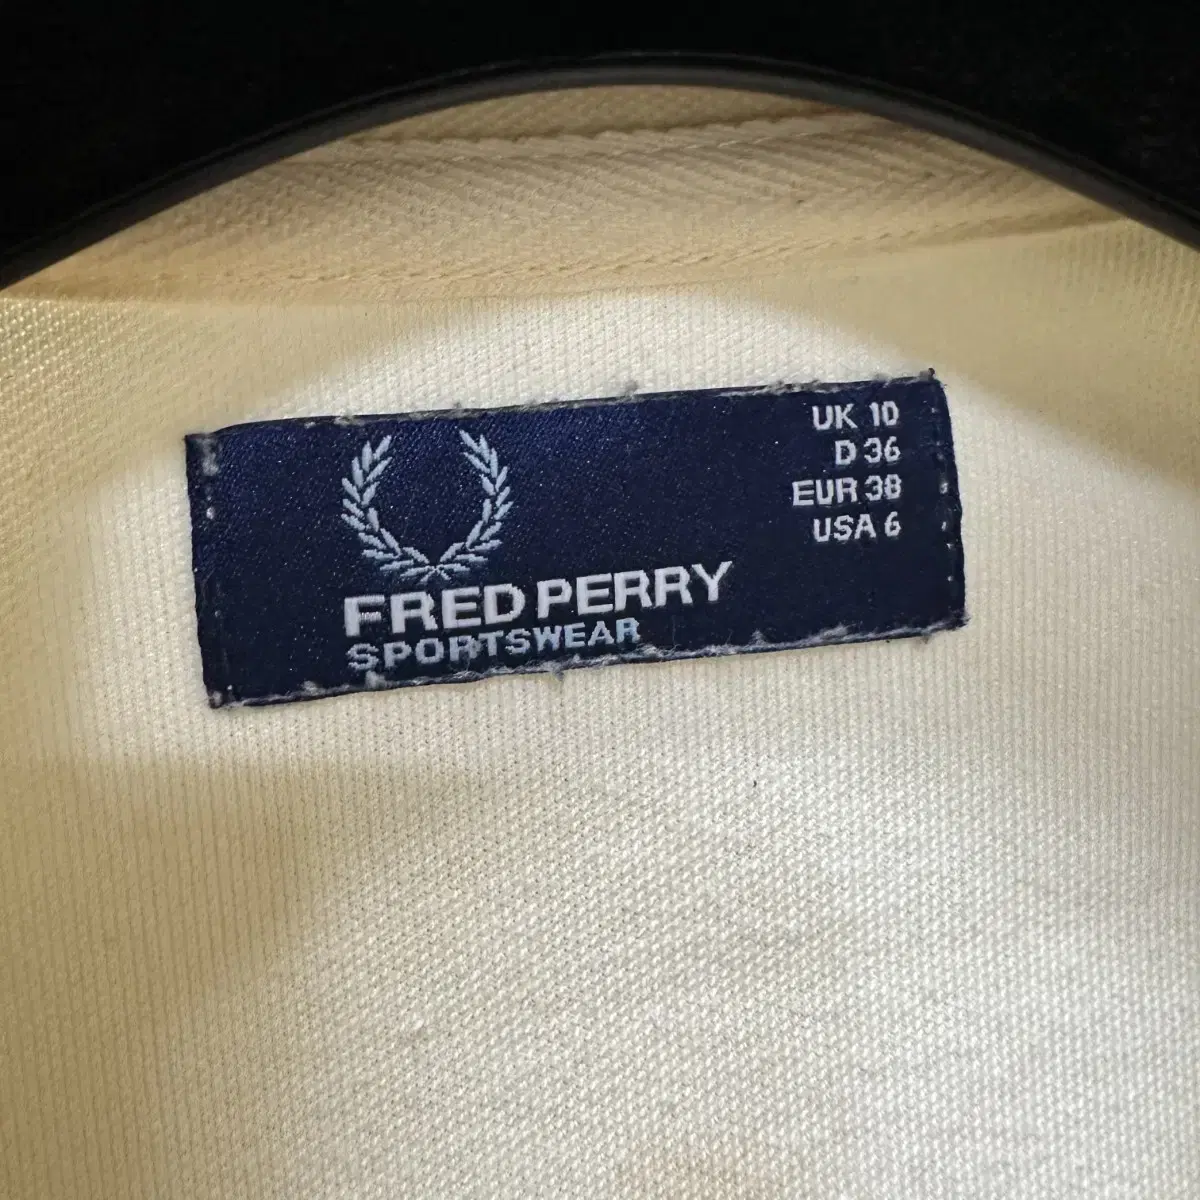 UK 10
D 36
EUR 38
USA 6
FRED PERRY
SPORTSWEAR